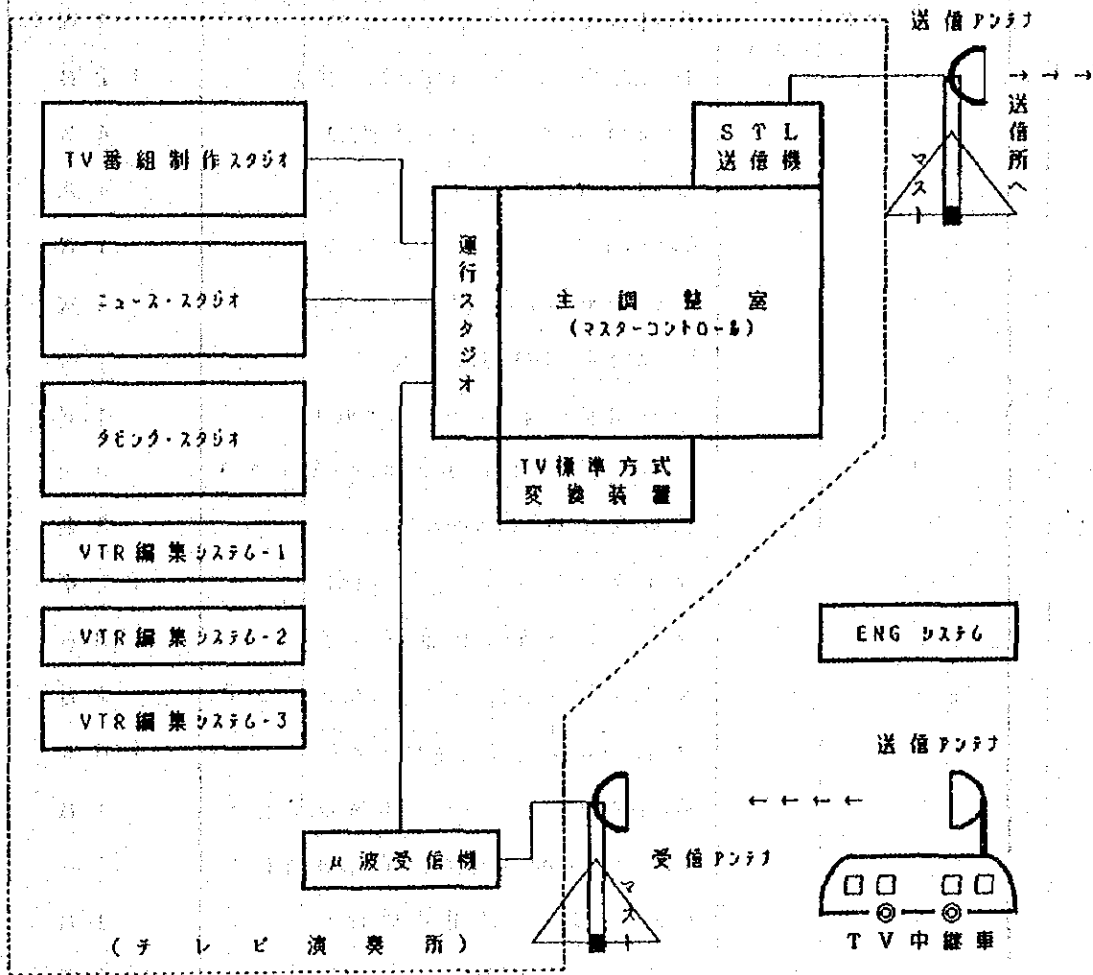 送信アンテナ
→ → →
送信所へ
マスト
STL
送信機
TV番組制作スタジオ
運行スタジオ
主調整室
(マスターコントロール)
ニュース・スタジオ
ダビング・スタジオ
TV標準方式
変換装置
VTR編集システム-1
VTR編集システム-2
VTR編集システム-3
ENGシステム
送信アンテナ
← ← ← ←
μ波受信機
受信アンテナ
マスト
TV中継車
(テレビ演奏所)